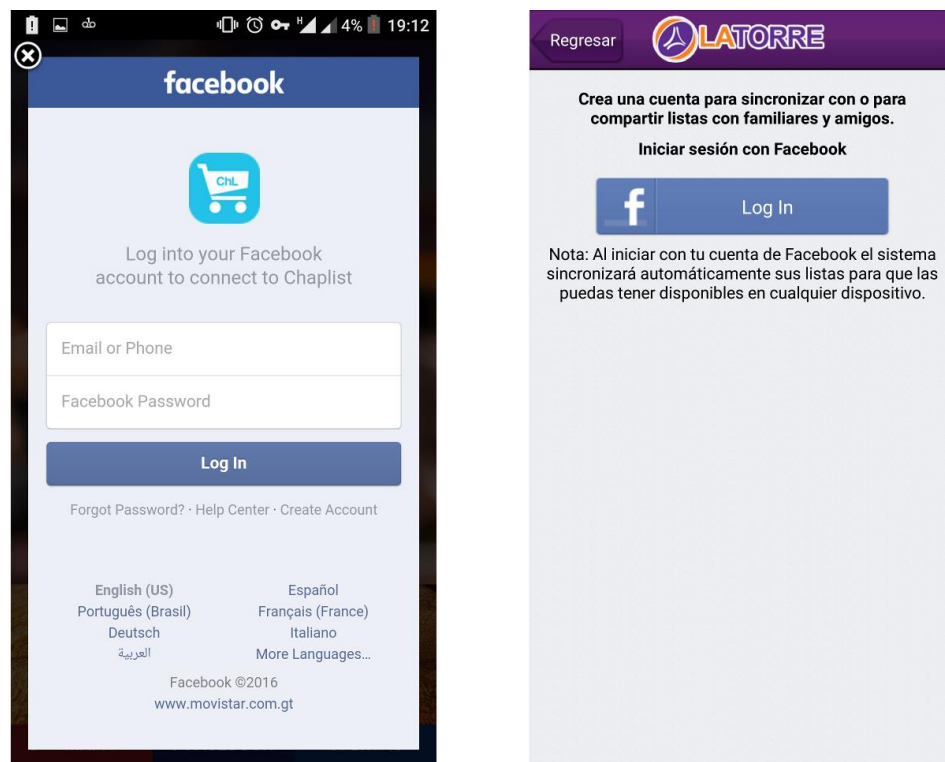 4% 19:12
facebook
ChL
Log into your Facebook
account to connect to Chaplist
Email or Phone
Facebook Password
Log In
Forgot Password? · Help Center · Create Account
English (US) Español
Português (Brasil) Français (France)
Deutsch Italiano
العربية More Languages...
Facebook ©2016
www.movistar.com.gt
Regresar
LATORRE
Crea una cuenta para sincronizar con o para
compartir listas con familiares y amigos.
Iniciar sesión con Facebook
f Log In
Nota: Al iniciar con tu cuenta de Facebook el sistema
sincronizará automáticamente sus listas para que las
puedas tener disponibles en cualquier dispositivo.